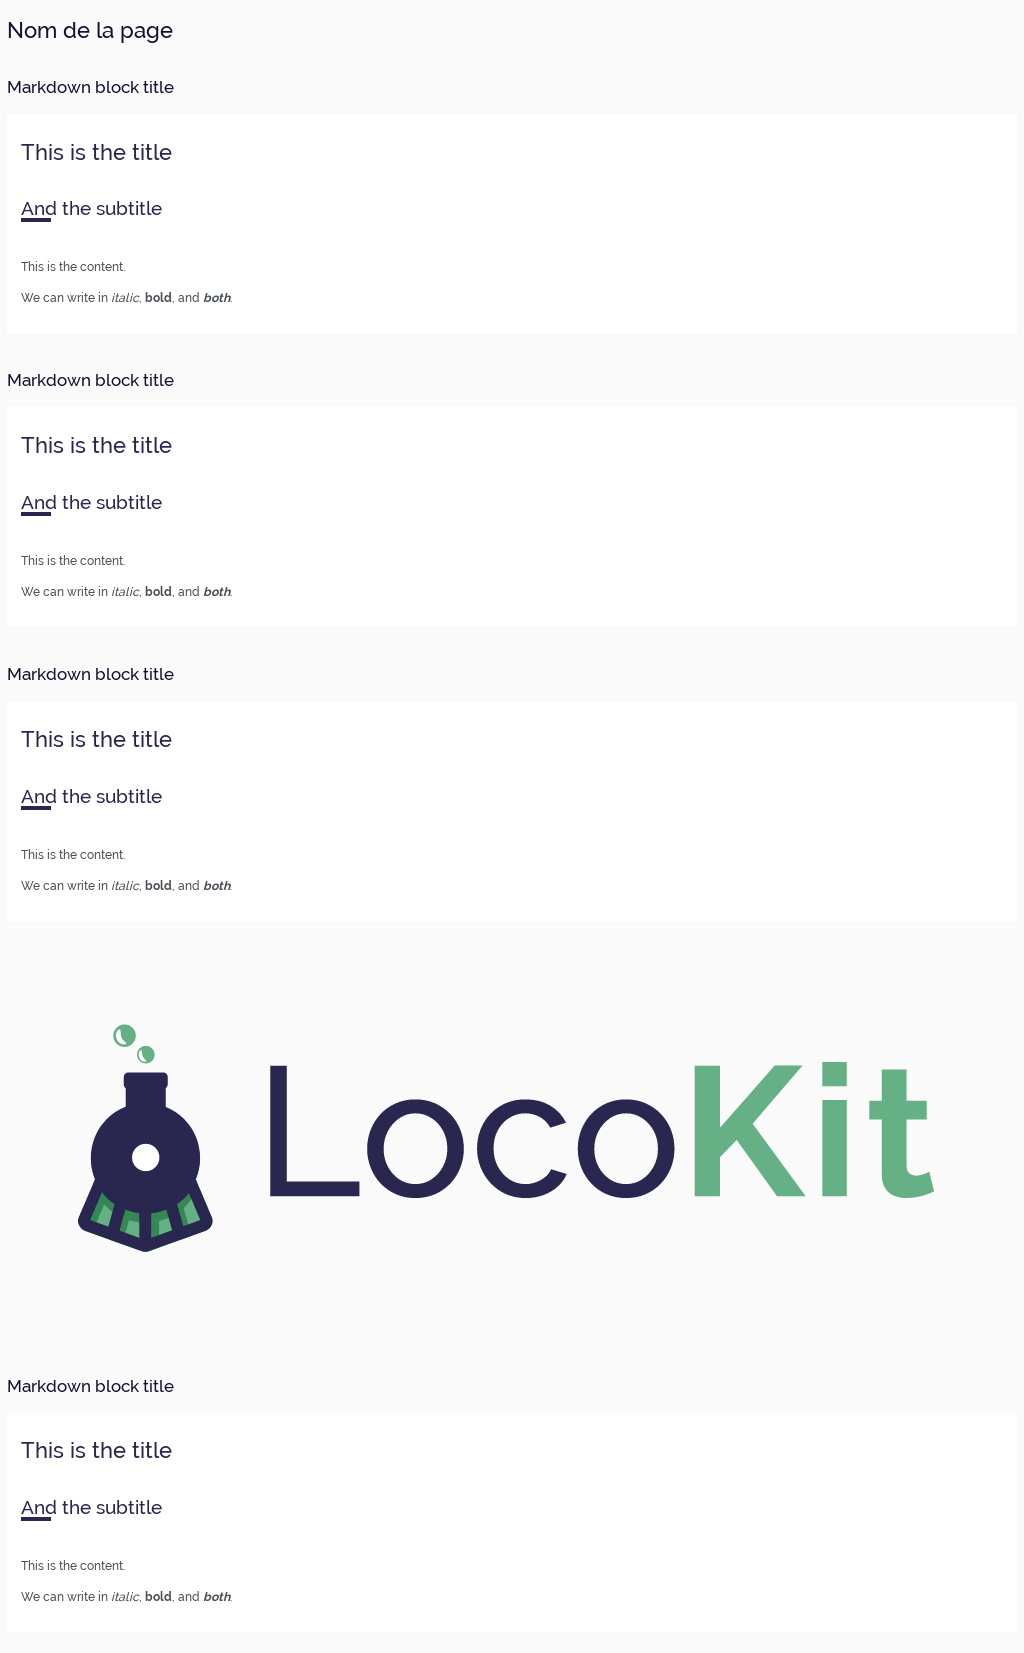 Nom de la page
Markdown block title
This is the title
And the subtitle
This is the content.
We can write in italic, bold, and both.
Markdown block title
This is the title
And the subtitle
This is the content.
We can write in italic, bold, and both.
Markdown block title
This is the title
And the subtitle
This is the content.
We can write in italic, bold, and both.
LocoKit
Markdown block title
This is the title
And the subtitle
This is the content.
We can write in italic, bold, and both.